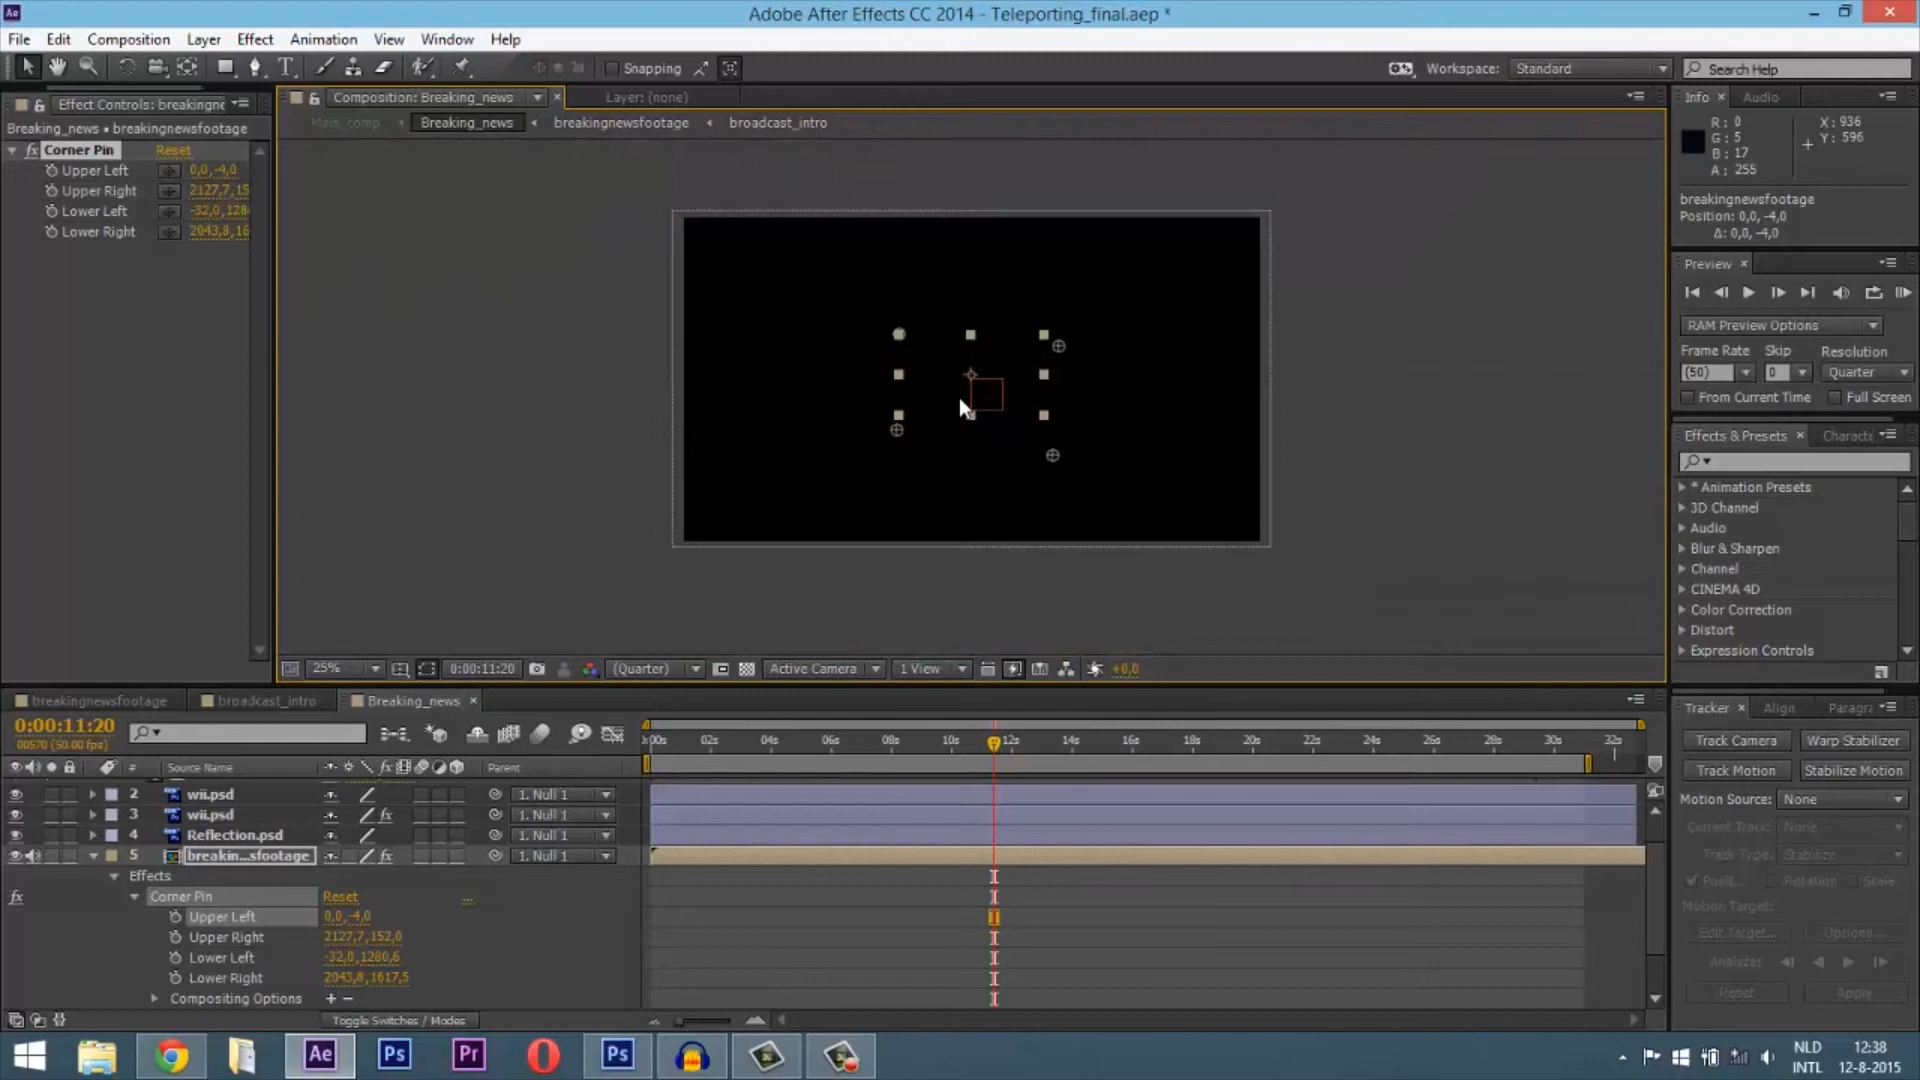 Adobe After Effects CC 2014 - Teleporting_final.aep *
File Edit Composition Layer Effect Animation View Window Help
Snapping
Workspace: Standard
Search Help
Effect Controls: breakingne
Composition: Breaking_news
Layer: (none)
Info Audio
Breaking_news • breakingnewsfootage
Main_comp Breaking_news breakingnewsfootage broadcast_intro
R: 0
G: 5
B: 17
A: 255
X: 936
Y: 596
fx Corner Pin Reset
Upper Left 0,0,-4,0
Upper Right 2127,7,15
Lower Left -32,0,128
Lower Right 2043,8,16
breakingnewsfootage
Position: 0,0, -4,0
Δ: 0,0, -4,0
Preview
RAM Preview Options
Frame Rate Skip Resolution
(50) 0 Quarter
From Current Time Full Screen
Effects & Presets Characte
* Animation Presets
3D Channel
Audio
Blur & Sharpen
Channel
CINEMA 4D
Color Correction
Distort
Expression Controls
25% 0:00:11:20 (Quarter) Active Camera 1 View +0,0
breakingnewsfootage broadcast_intro Breaking_news
Tracker Align Paragra
0:00:11:20
00570 (50.00 fps)
:00s 02s 04s 06s 08s 10s 12s 14s 16s 18s 20s 22s 24s 26s 28s 30s 32s
# Source Name fx Parent
2 wii.psd 1. Null 1
3 wii.psd fx 1. Null 1
4 Reflection.psd 1. Null 1
5 breakin...sfootage fx 1. Null 1
Effects
fx Corner Pin Reset ...
Upper Left 0,0,-4,0
Upper Right 2127,7,152,0
Lower Left -32,0,1280,6
Lower Right 2043,8,1617,5
Compositing Options + −
Toggle Switches / Modes
Track Camera Warp Stabilizer
Track Motion Stabilize Motion
Motion Source: None
Current Track: None
Track Type: Stabilize
Posit... Rotation Scale
Motion Target:
Edit Target... Options...
Analyze:
Reset Apply
Ae Ps Pr Ps
NLD
INTL
12:38
12-8-2015